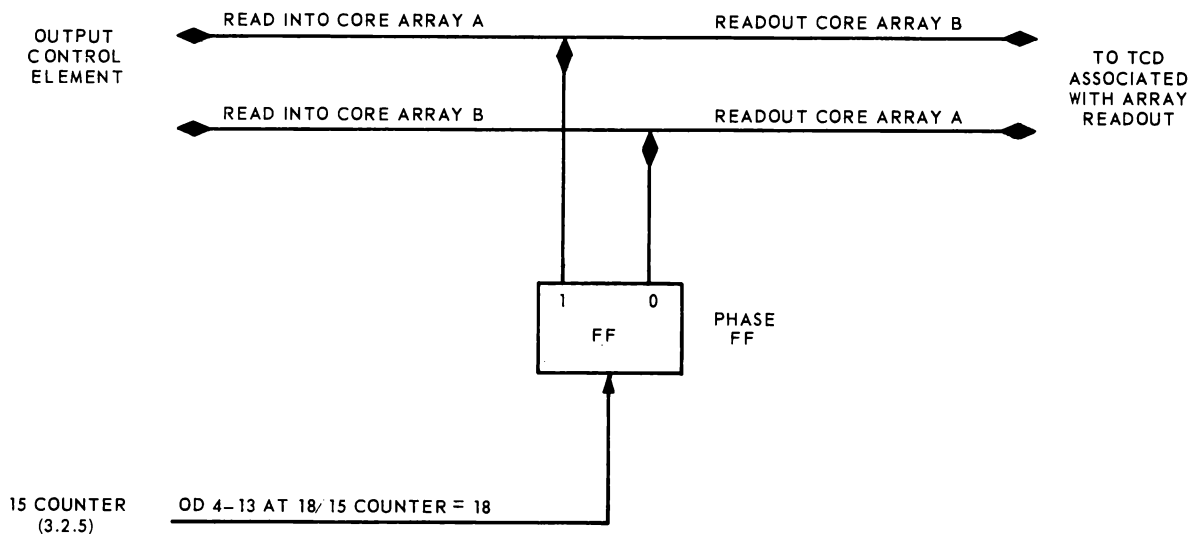 READ INTO CORE ARRAY A
READOUT CORE ARRAY B
OUTPUT
CONTROL
ELEMENT
TO TCD
ASSOCIATED
WITH ARRAY
READOUT
READ INTO CORE ARRAY B
READOUT CORE ARRAY A
1
0
FF
PHASE
FF
15 COUNTER
(3.2.5)
OD 4-13 AT 18/15 COUNTER = 18